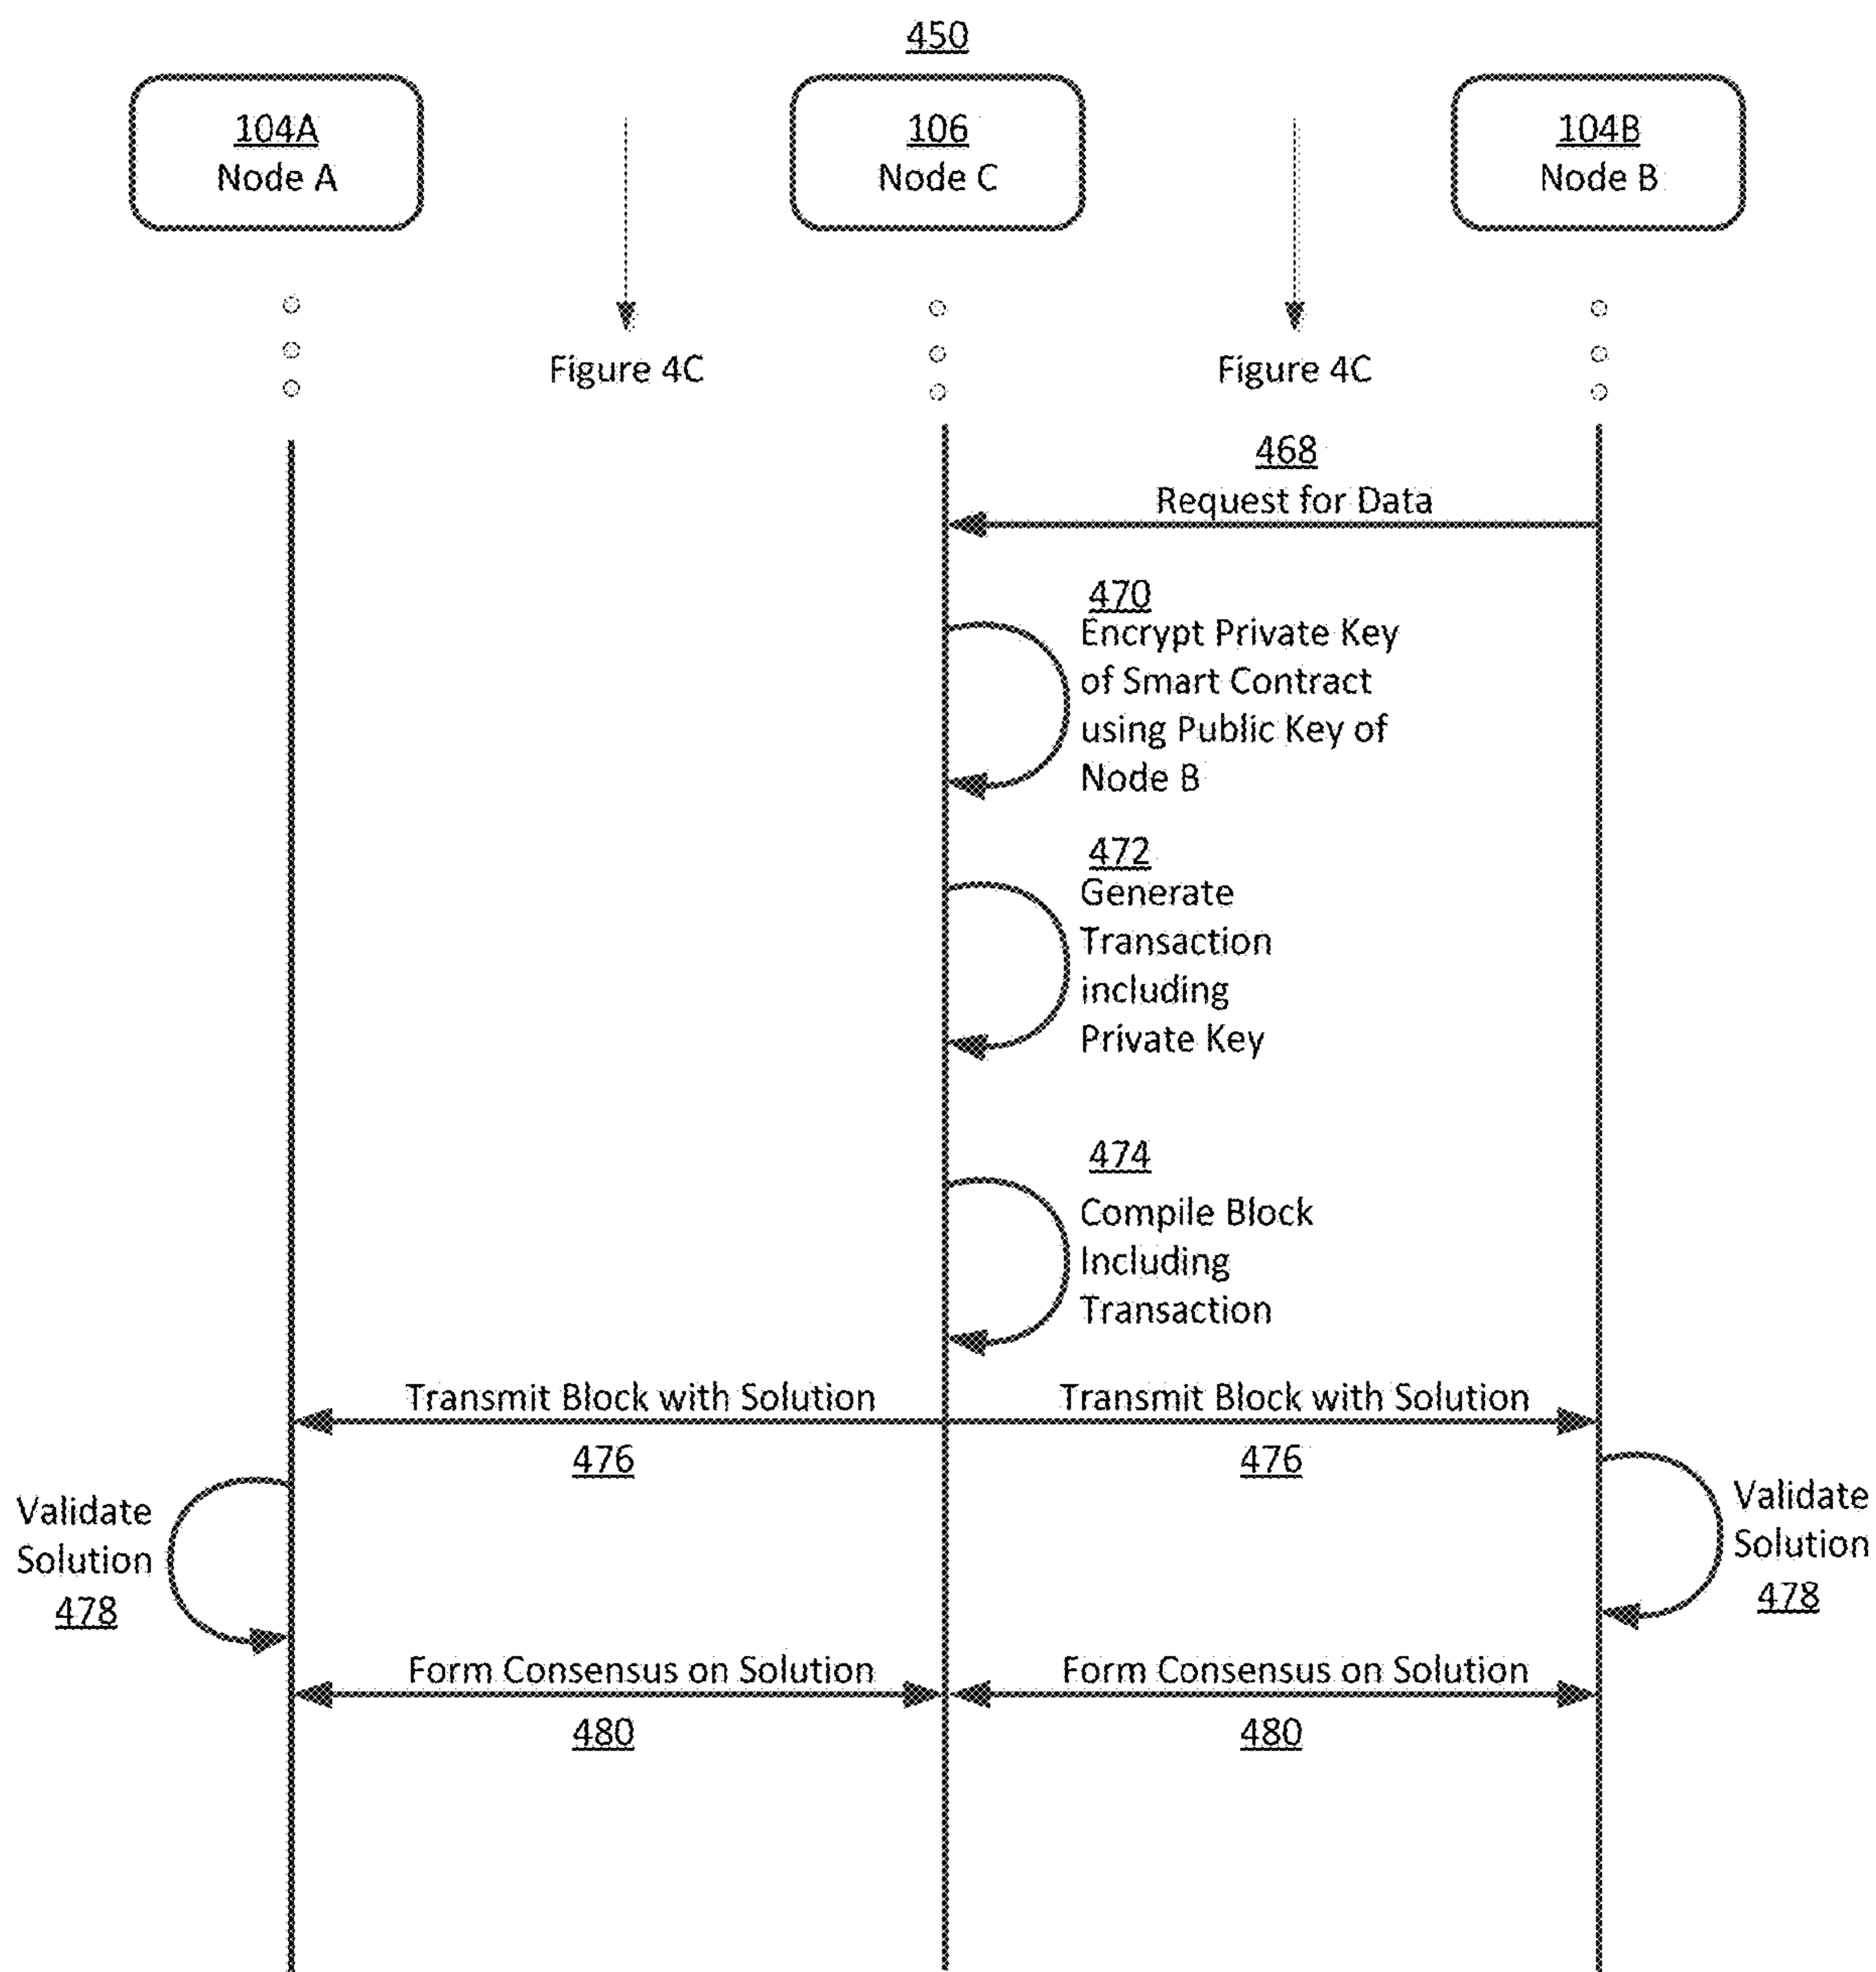 450
104A
Node A
106
Node C
104B
Node B
Figure 4C
Figure 4C
468
Request for Data
470
Encrypt Private Key
of Smart Contract
using Public Key of
Node B
472
Generate
Transaction
including
Private Key
474
Compile Block
Including
Transaction
Transmit Block with Solution
476
Transmit Block with Solution
476
Validate
Solution
478
Validate
Solution
478
Form Consensus on Solution
480
Form Consensus on Solution
480